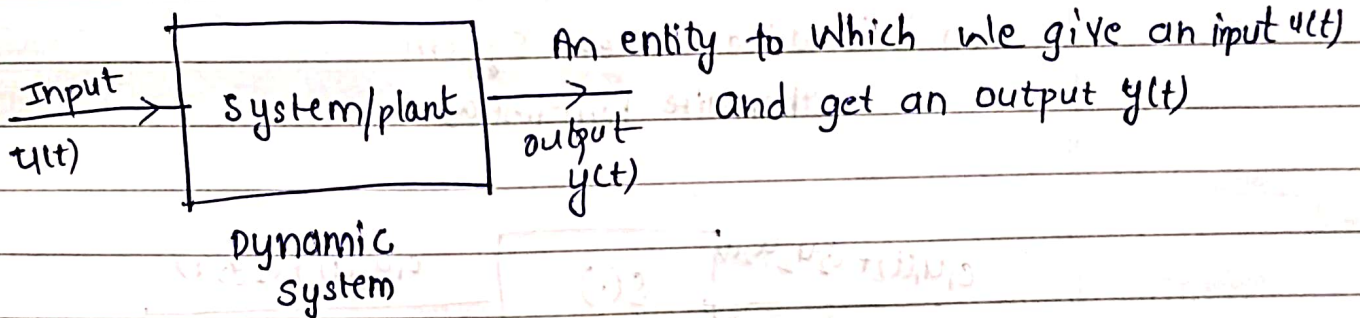 An entity to which we give an input u(t)
and get an output y(t)
Input
u(t)
System/plant
output
y(t)
Dynamic
System